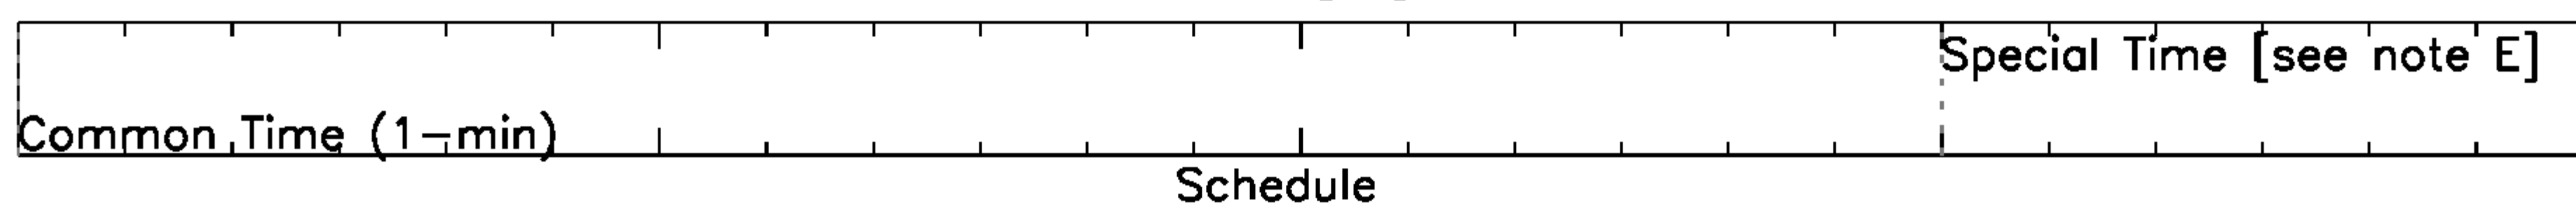 Special Time [see note E]
Common Time (1-min)
Schedule